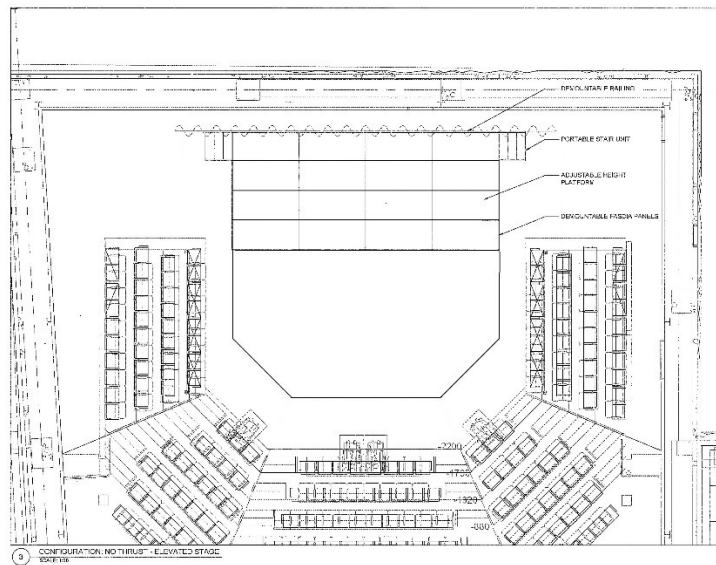 DEMOUNTABLE RAILING
PORTABLE STAIR UNIT
ADJUSTABLE HEIGHT
PLATFORM
DEMOUNTABLE FASCIA PANELS
-2200
-1320
-880
3
CONFIGURATION: NO THRUST - ELEVATED STAGE